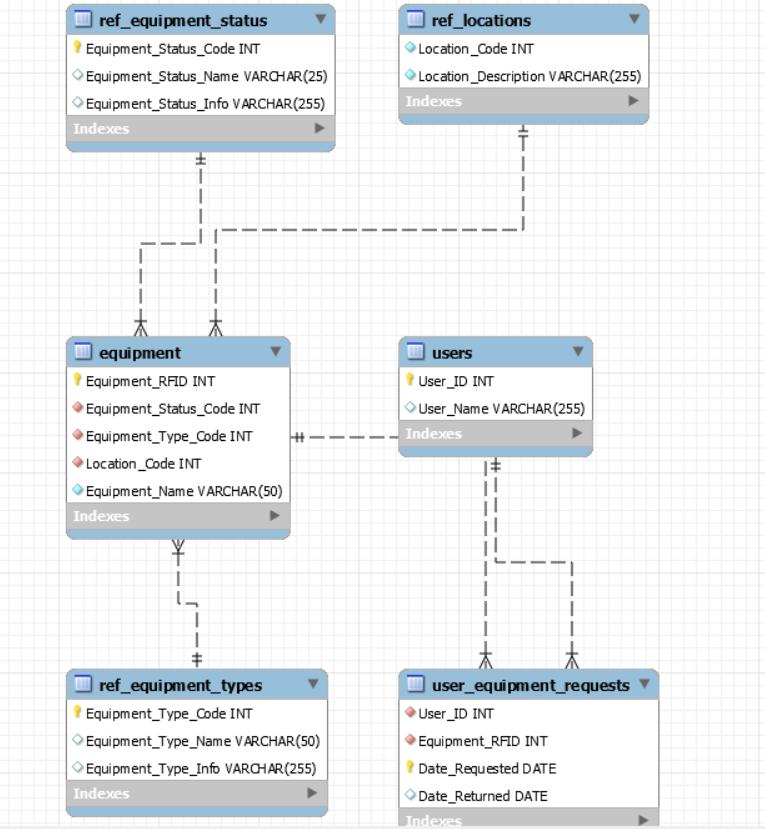 ref_equipment_status
Equipment_Status_Code INT
Equipment_Status_Name VARCHAR(25)
Equipment_Status_Info VARCHAR(255)
Indexes
ref_locations
Location_Code INT
Location_Description VARCHAR(255)
Indexes
equipment
Equipment_RFID INT
Equipment_Status_Code INT
Equipment_Type_Code INT
Location_Code INT
Equipment_Name VARCHAR(50)
Indexes
users
User_ID INT
User_Name VARCHAR(255)
Indexes
ref_equipment_types
Equipment_Type_Code INT
Equipment_Type_Name VARCHAR(50)
Equipment_Type_Info VARCHAR(255)
Indexes
user_equipment_requests
User_ID INT
Equipment_RFID INT
Date_Requested DATE
Date_Returned DATE
Indexes